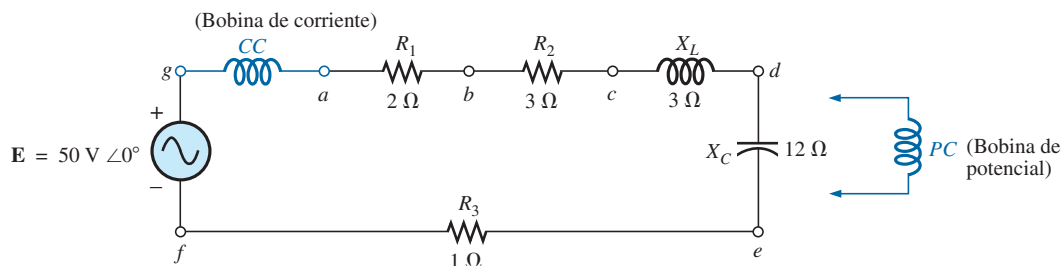 (Bobina de corriente)
CC
R1
R2
XL
g
a
2 Ω
b
3 Ω
c
3 Ω
d
+
E = 50 V ∠0°
−
XC
12 Ω
PC
(Bobina de
potencial)
R3
f
1 Ω
e